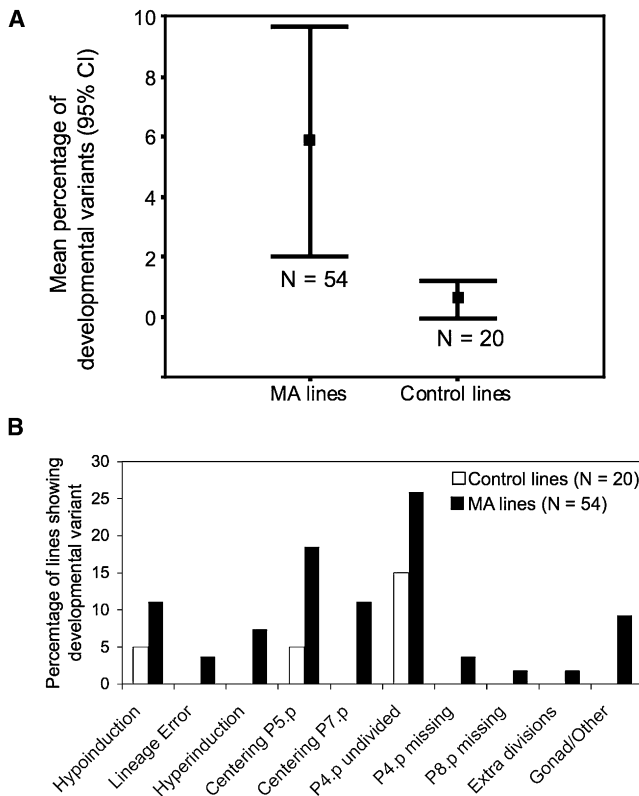 A
Mean percentage of
developmental variants (95% CI)
10
8
6
4
2
0
N = 54
N = 20
MA lines
Control lines
B
Percemtage of lines showing
developmental variant
30
25
20
15
10
5
0
Control lines (N = 20)
MA lines (N = 54)
Hypoinduction
Lineage Error
Hyperinduction
Centering P5.p
Centering P7.p
P4.p undivided
P4.p missing
P8.p missing
Extra divisions
Gonad/Other